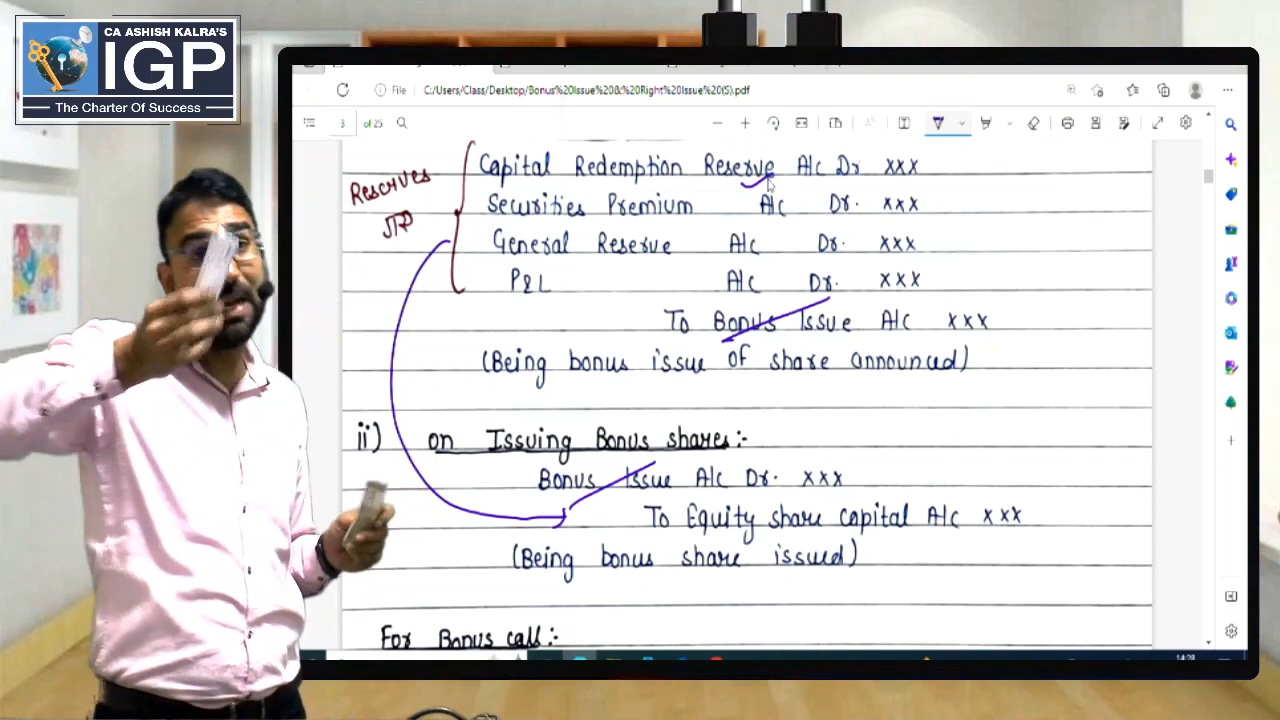 CA ASHISH KALRA'S
IGP
The Charter Of Success
File C:/Users/Class/Desktop/Bonus%20Issue%20&%20Right%20Issue%20(S).pdf
3 of 25
Reserves
Capital Redemption Reserve A/c Dr xxx
Securities Premium A/c Dr. xxx
General Reserve A/c Dr. xxx
P&L A/c Dr. xxx
To Bonus Issue A/c xxx
(Being bonus issue of share announced)
ii) on Issuing Bonus shares:-
Bonus Issue A/c Dr. xxx
To Equity share capital A/c xxx
(Being bonus share issued)
For Bonus call:-
14:28